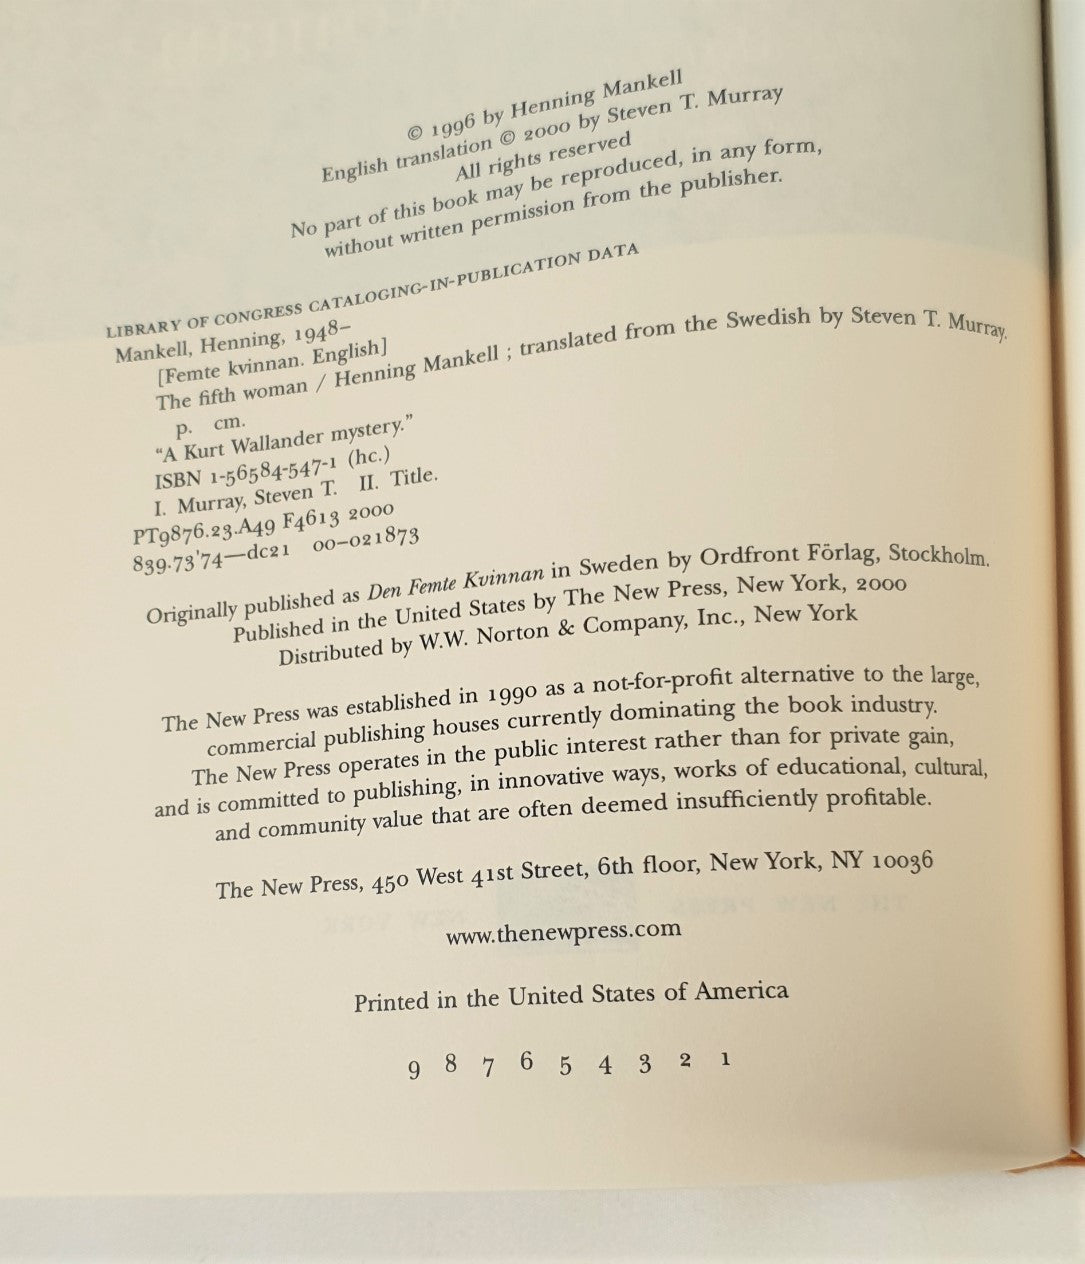 © 1996 by Henning Mankell
English translation © 2000 by Steven T. Murray
All rights reserved
No part of this book may be reproduced, in any form,
without written permission from the publisher.
LIBRARY OF CONGRESS CATALOGING-IN-PUBLICATION DATA
Mankell, Henning, 1948–
[Femte kvinnan. English]
The fifth woman / Henning Mankell ; translated from the Swedish by Steven T. Murray.
p. cm.
“A Kurt Wallander mystery.”
ISBN 1-56584-547-1 (hc.)
I. Murray, Steven T. II. Title.
PT9876.23.A49 F4613 2000
839.73'74—dc21 00–021873
Originally published as Den Femte Kvinnan in Sweden by Ordfront Förlag, Stockholm.
Published in the United States by The New Press, New York, 2000
Distributed by W.W. Norton & Company, Inc., New York
The New Press was established in 1990 as a not-for-profit alternative to the large,
commercial publishing houses currently dominating the book industry.
The New Press operates in the public interest rather than for private gain,
and is committed to publishing, in innovative ways, works of educational, cultural,
and community value that are often deemed insufficiently profitable.
The New Press, 450 West 41st Street, 6th floor, New York, NY 10036
www.thenewpress.com
Printed in the United States of America
9 8 7 6 5 4 3 2 1